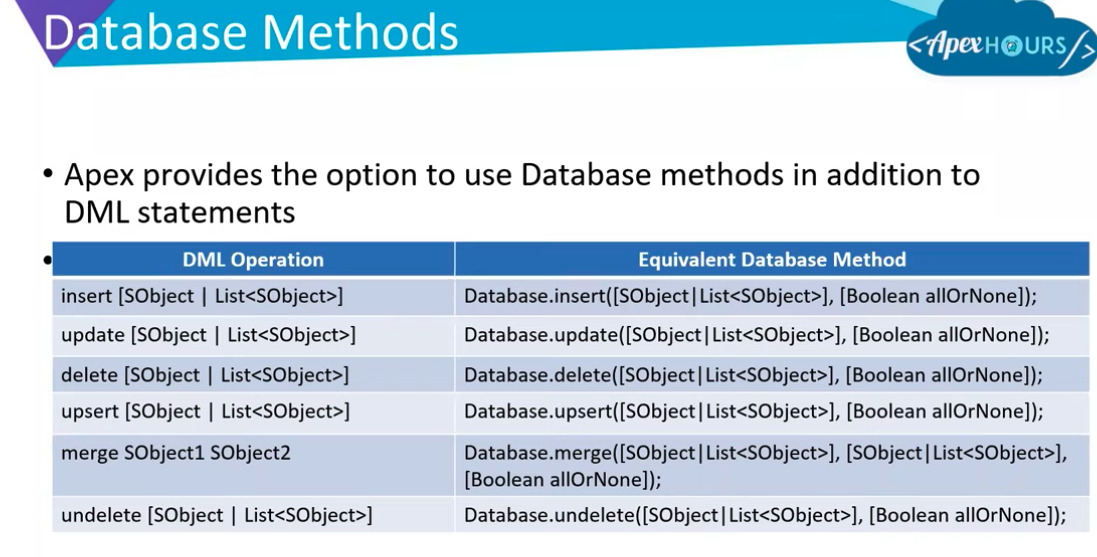 Database Methods
<ApexHOURS/>
• Apex provides the option to use Database methods in addition to
DML statements
•
DML Operation Equivalent Database Method
insert [SObject | List<SObject>] Database.insert([SObject|List<SObject>], [Boolean allOrNone]);
update [SObject | List<SObject>] Database.update([SObject|List<SObject>], [Boolean allOrNone]);
delete [SObject | List<SObject>] Database.delete([SObject|List<SObject>], [Boolean allOrNone]);
upsert [SObject | List<SObject>] Database.upsert([SObject|List<SObject>], [Boolean allOrNone]);
merge SObject1 SObject2 Database.merge([SObject|List<SObject>], [SObject|List<SObject>],
[Boolean allOrNone]);
undelete [SObject | List<SObject>] Database.undelete([SObject|List<SObject>], [Boolean allOrNone]);